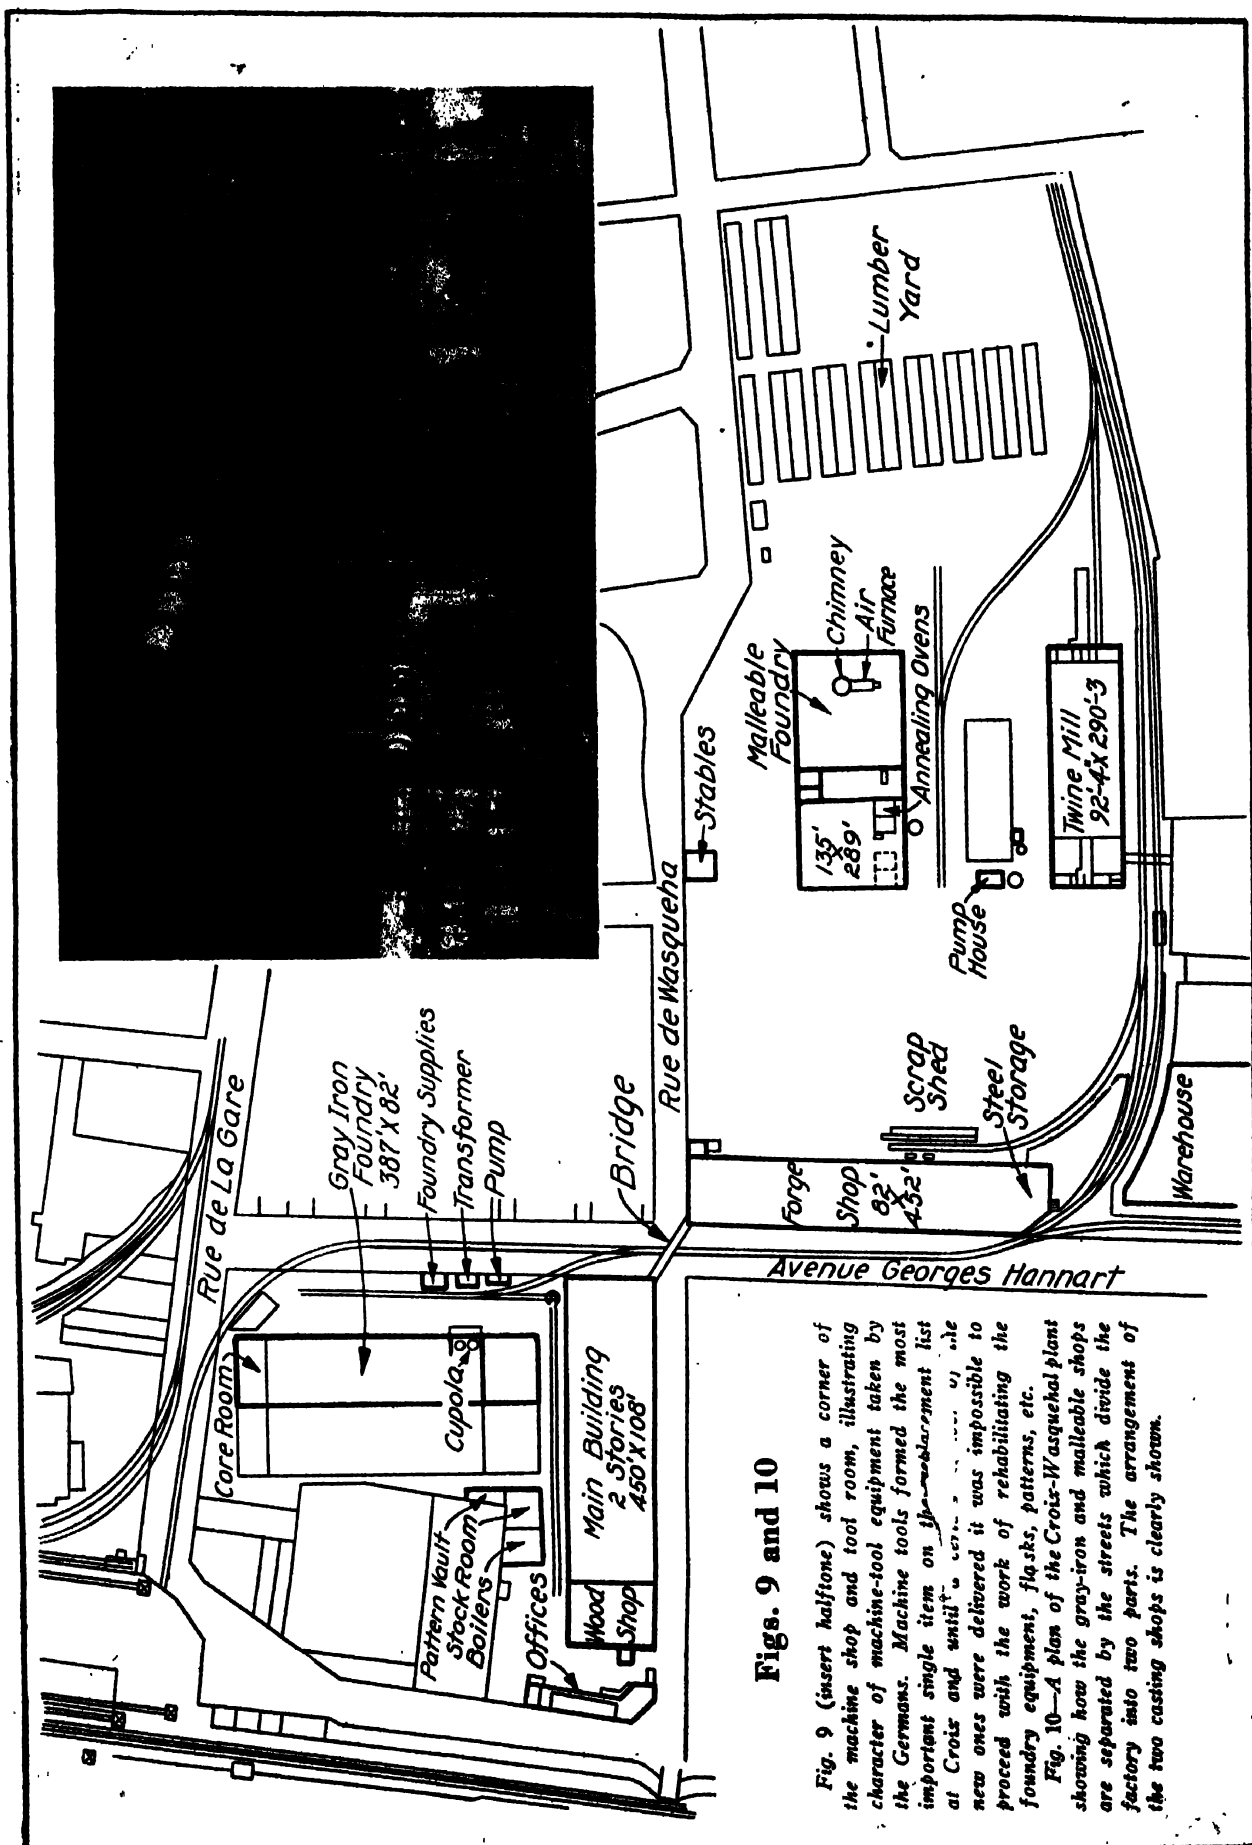 Rue de La Gare
Core Room
Gray Iron
Foundry
387'X 82'
Foundry Supplies
Transformer
Pump
Cupola
Pattern Vault
Stock Room
Boilers
Offices
Wood
Shop
Main Building
2 Stories
450'X 108'
Bridge
Rue de Wasqueha
Stables
Avenue Georges Hannart
Forge
Shop
82'
X
452'
Scrap
Shed
Steel
Storage
Warehouse
Pump
House
Malleable
Foundry
135'
X
289'
Chimney
Air
Furnace
Annealing Ovens
Twine Mill
92'-4"X 290'-3
Lumber
Yard
Figs. 9 and 10
Fig. 9 (insert halftone) shows a corner of
the machine shop and tool room, illustrating
character of machine-tool equipment taken by
the Germans. Machine tools formed the most
important single item on the list
at Croix and until
new ones were delivered it was impossible to
proceed with the work of rehabilitating the
foundry equipment, flasks, patterns, etc.
Fig. 10—A plan of the Croix-Wasquehal plant
showing how the gray-iron and malleable shops
are separated by the streets which divide the
factory into two parts. The arrangement of
the two casting shops is clearly shown.